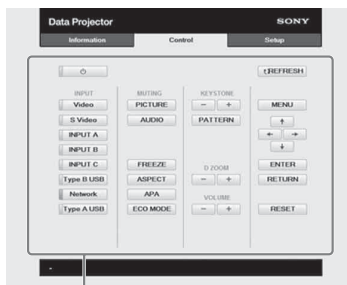 Data Projector
SONY
Information
Control
Setup
REFRESH
INPUT
MUTING
KEYSTONE
Video
PICTURE
- +
MENU
S Video
AUDIO
PATTERN
INPUT A
INPUT B
INPUT C
FREEZE
D ZOOM
ENTER
Type B USB
ASPECT
- +
RETURN
Network
APA
VOLUME
Type A USB
ECO MODE
- +
RESET